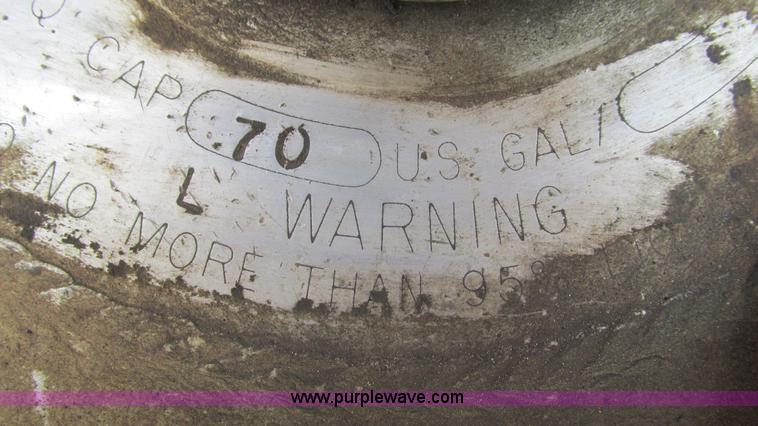 CAP 70 US GAL/
L WARNING
NO MORE THAN 95%
www.purplewave.com